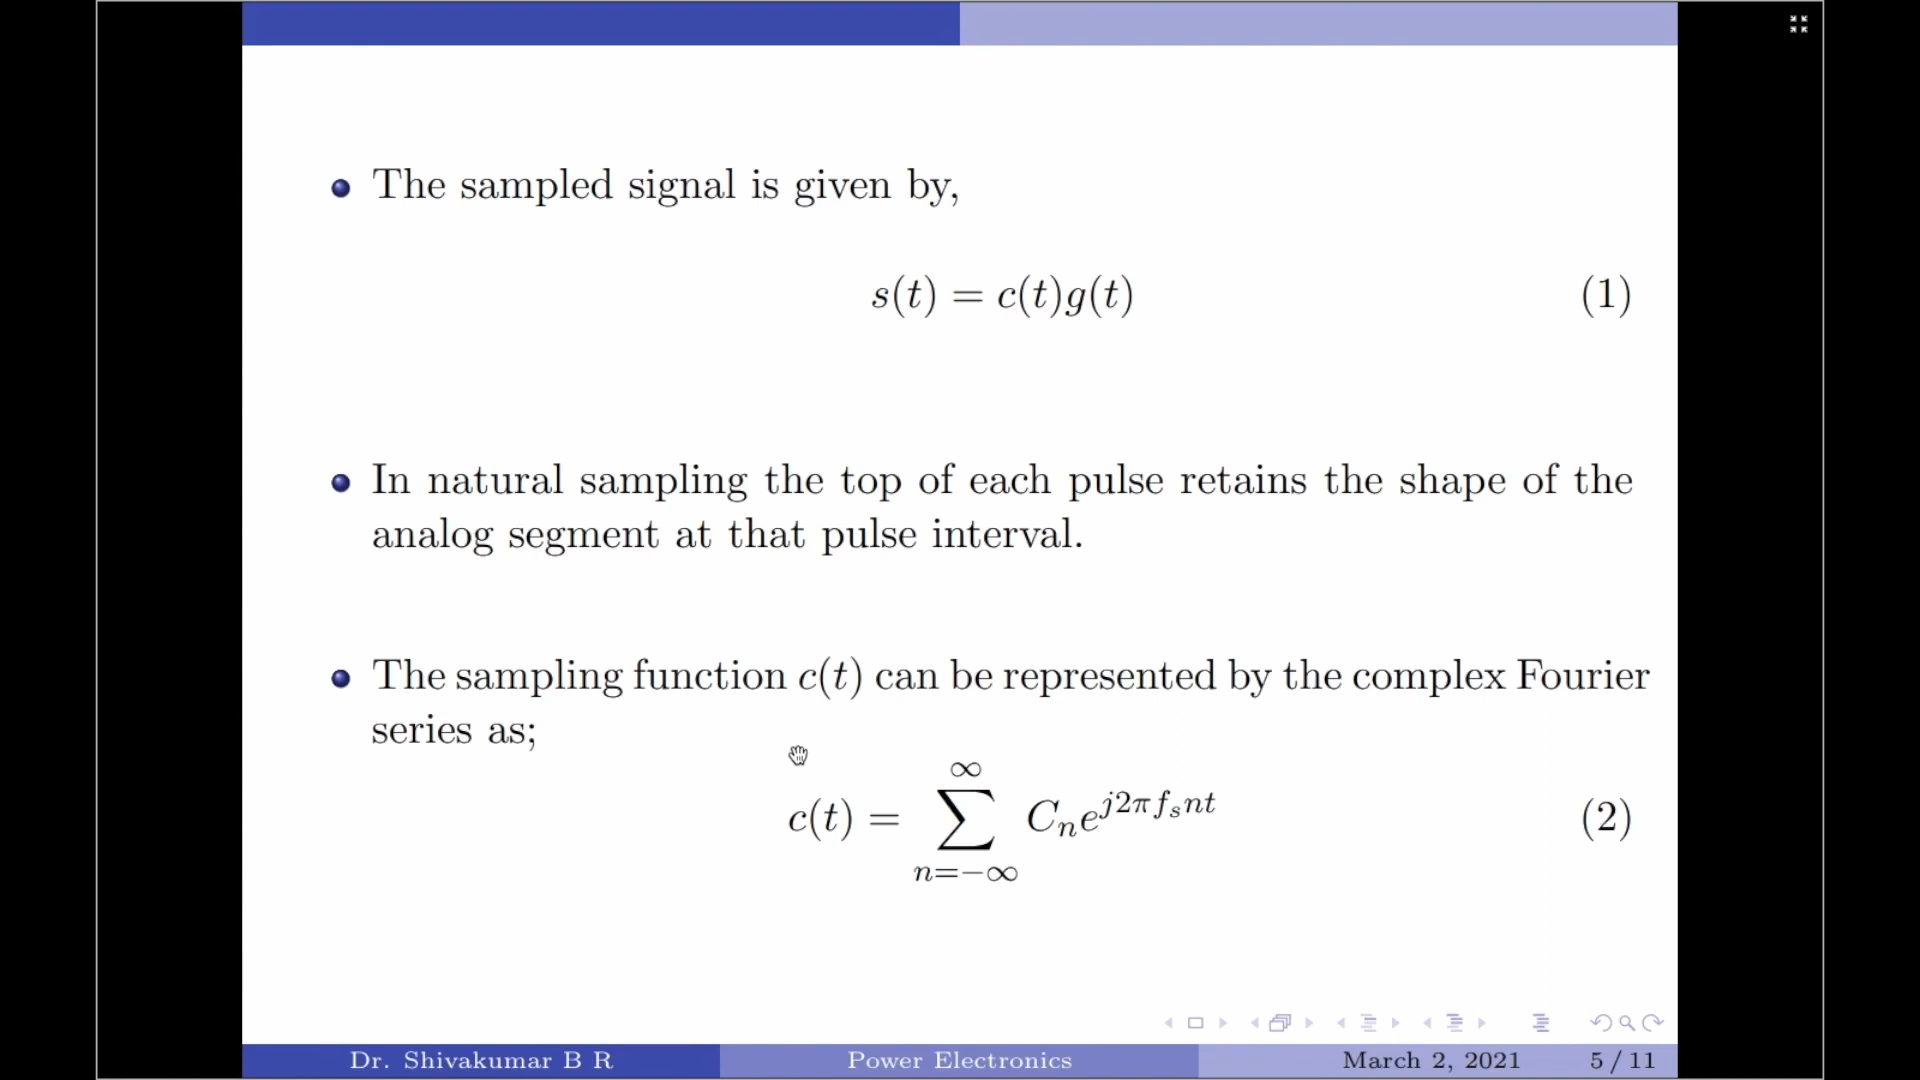 The sampled signal is given by,
s(t) = c(t)g(t) (1)
In natural sampling the top of each pulse retains the shape of the
analog segment at that pulse interval.
The sampling function c(t) can be represented by the complex Fourier
series as;
c(t) = ∑_{n=−∞}^{∞} C_n e^{j2πf_s nt} (2)
Dr. Shivakumar B R Power Electronics March 2, 2021 5 / 11